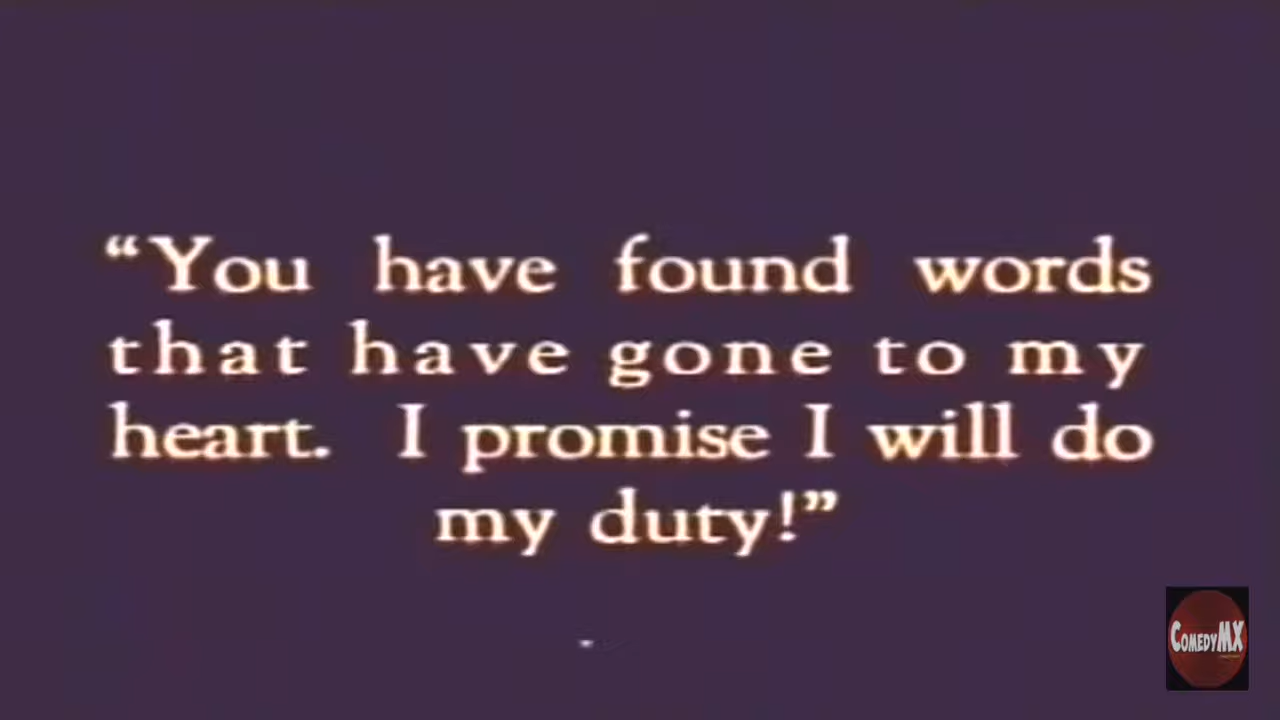 “You have found words
that have gone to my
heart. I promise I will do
my duty!”
COMEDYMX